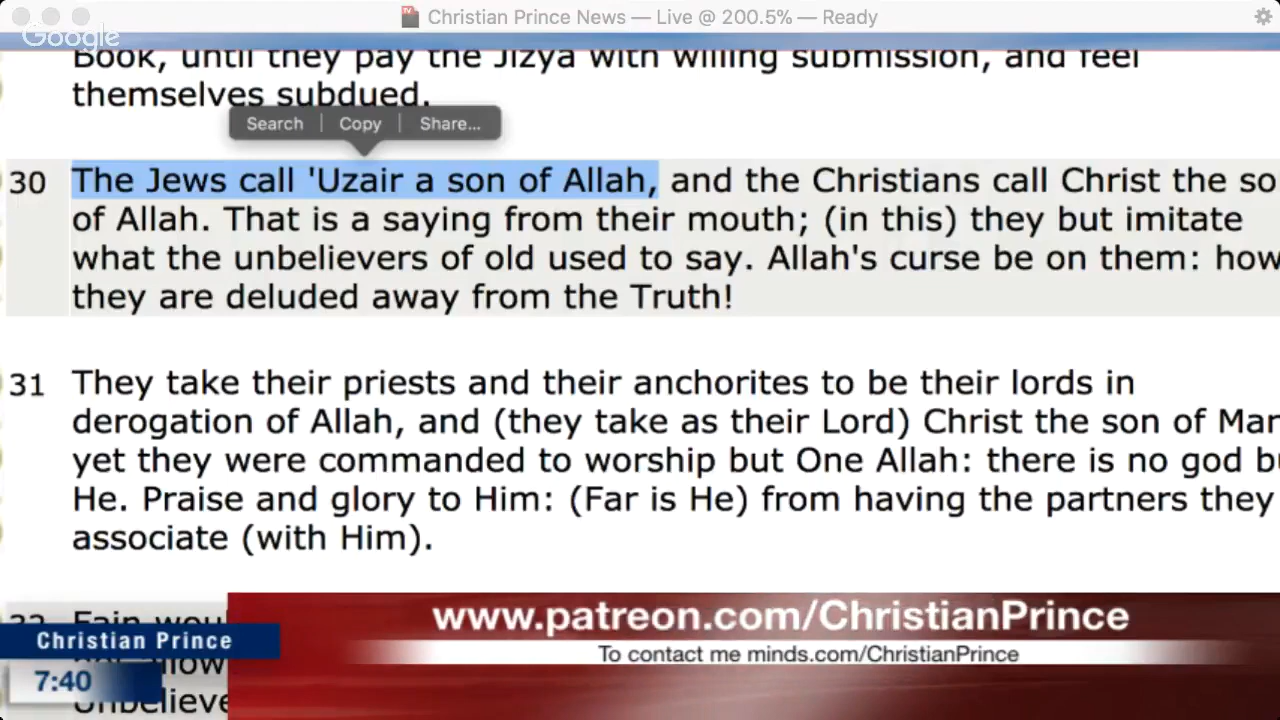 Christian Prince News — Live @ 200.5% — Ready
Google
Book, until they pay the Jizya with willing submission, and feel
themselves subdued.
Search | Copy | Share...
30 The Jews call 'Uzair a son of Allah, and the Christians call Christ the so
of Allah. That is a saying from their mouth; (in this) they but imitate
what the unbelievers of old used to say. Allah's curse be on them: how
they are deluded away from the Truth!
31 They take their priests and their anchorites to be their lords in
derogation of Allah, and (they take as their Lord) Christ the son of Mar
yet they were commanded to worship but One Allah: there is no god bu
He. Praise and glory to Him: (Far is He) from having the partners they
associate (with Him).
32 Fain wou
www.patreon.com/ChristianPrince
Christian Prince
To contact me minds.com/ChristianPrince
allow
7:40
Unbelieve